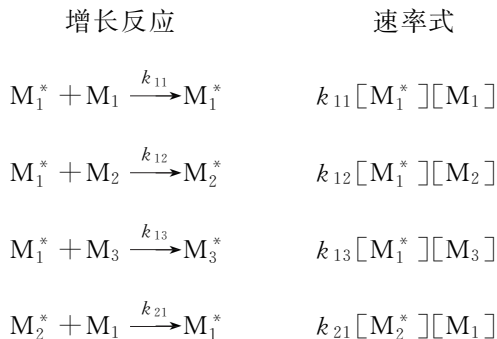 增长反应 速率式
M₁* + M₁ —k₁₁→ M₁* k₁₁[M₁*][M₁]
M₁* + M₂ —k₁₂→ M₂* k₁₂[M₁*][M₂]
M₁* + M₃ —k₁₃→ M₃* k₁₃[M₁*][M₃]
M₂* + M₁ —k₂₁→ M₁* k₂₁[M₂*][M₁]